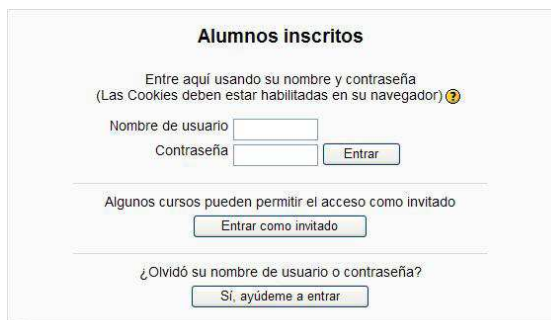 Alumnos inscritos
Entre aquí usando su nombre y contraseña
(Las Cookies deben estar habilitadas en su navegador) ?
Nombre de usuario
Contraseña Entrar
Algunos cursos pueden permitir el acceso como invitado
Entrar como invitado
¿Olvidó su nombre de usuario o contraseña?
Sí, ayúdeme a entrar